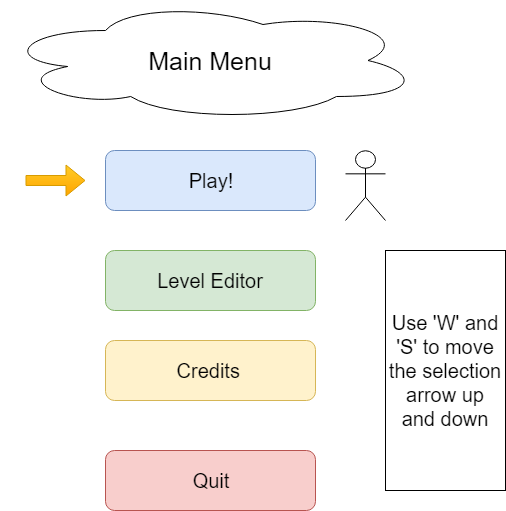 Main Menu
Play!
Level Editor
Credits
Quit
Use 'W' and
'S' to move
the selection
arrow up
and down